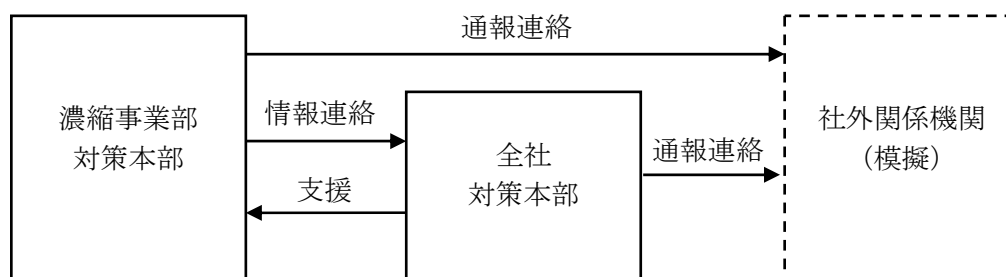 通報連絡
濃縮事業部
対策本部
情報連絡
支援
全社
対策本部
通報連絡
社外関係機関
（模擬）